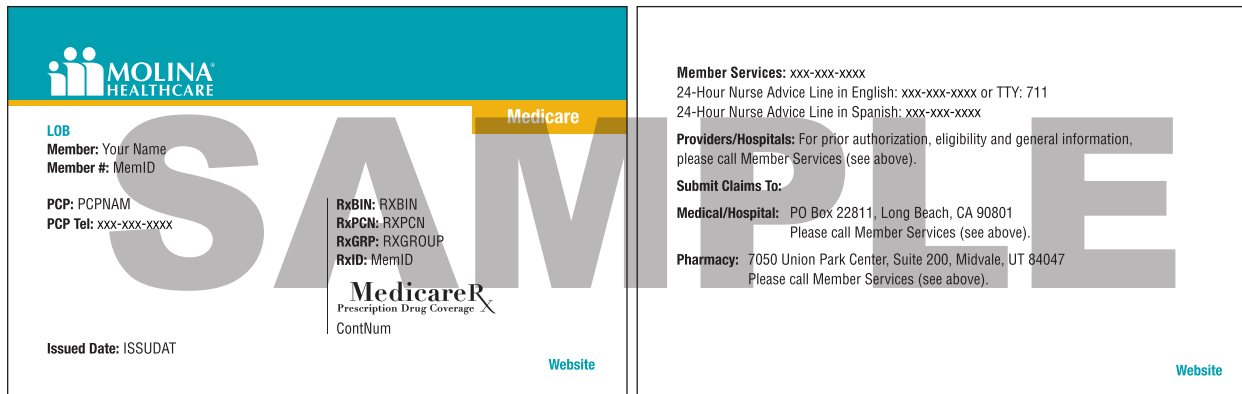 MOLINA®
HEALTHCARE
Medicare
LOB
Member: Your Name
Member #: MemID
PCP: PCPNAM
PCP Tel: xxx-xxx-xxxx
RxBIN: RXBIN
RxPCN: RXPCN
RxGRP: RXGROUP
RxID: MemID
MedicareRx
Prescription Drug Coverage
ContNum
Issued Date: ISSUDAT
Website
Member Services: xxx-xxx-xxxx
24-Hour Nurse Advice Line in English: xxx-xxx-xxxx or TTY: 711
24-Hour Nurse Advice Line in Spanish: xxx-xxx-xxxx
Providers/Hospitals: For prior authorization, eligibility and general information,
please call Member Services (see above).
Submit Claims To:
Medical/Hospital: PO Box 22811, Long Beach, CA 90801
Please call Member Services (see above).
Pharmacy: 7050 Union Park Center, Suite 200, Midvale, UT 84047
Please call Member Services (see above).
Website
SAMPLE